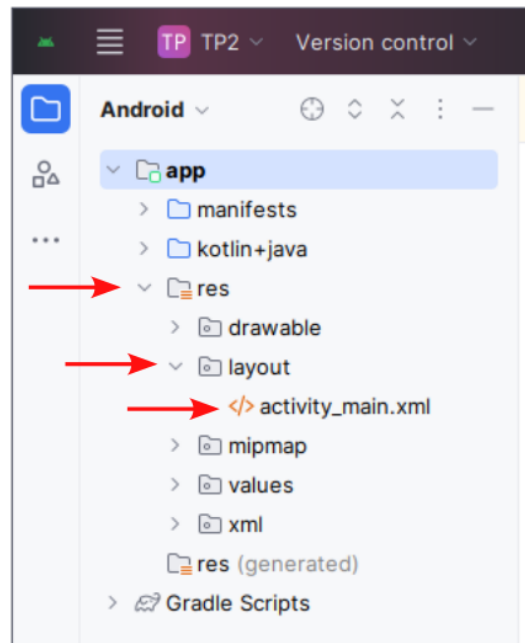 TP TP2 Version control
Android
app
manifests
kotlin+java
res
drawable
layout
</> activity_main.xml
mipmap
values
xml
res (generated)
Gradle Scripts